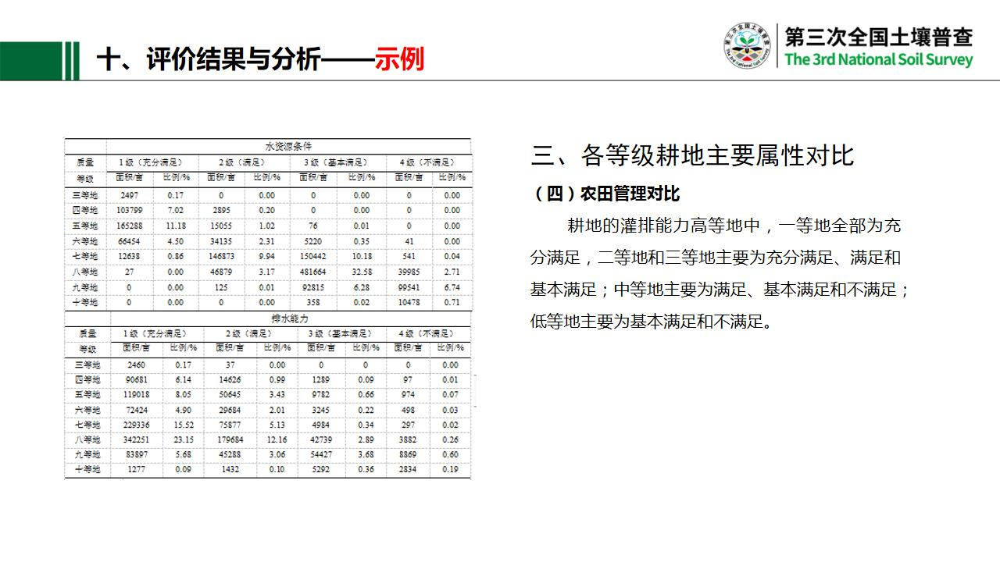 十、评价结果与分析——示例
第三次全国土壤普查
The 3rd National Soil Survey
水资源条件
质量 1级（充分满足） 2级（满足） 3级（基本满足） 4级（不满足）
等级 面积/亩 比例/% 面积/亩 比例/% 面积/亩 比例/% 面积/亩 比例/%
三等地 2497 0.17 0 0.00 0 0.00 0 0.00
四等地 103799 7.02 2895 0.20 0 0.00 0 0.00
五等地 165288 11.18 15055 1.02 76 0.01 0 0.00
六等地 66454 4.50 34135 2.31 5220 0.35 41 0.00
七等地 12638 0.86 146873 9.94 150442 10.18 541 0.04
八等地 27 0.00 46879 3.17 481664 32.58 39985 2.71
九等地 0 0.00 125 0.01 92815 6.28 99541 6.74
十等地 0 0.00 0 0.00 358 0.02 10478 0.71
排水能力
质量 1级（充分满足） 2级（满足） 3级（基本满足） 4级（不满足）
等级 面积/亩 比例/% 面积/亩 比例/% 面积/亩 比例/% 面积/亩 比例/%
三等地 2460 0.17 37 0.00 0 0 0 0.00
四等地 90681 6.14 14626 0.99 1289 0.09 97 0.01
五等地 119018 8.05 50645 3.43 9782 0.66 974 0.07
六等地 72424 4.90 29684 2.01 3245 0.22 498 0.03
七等地 229336 15.52 75877 5.13 4984 0.34 297 0.02
八等地 342251 23.15 179684 12.16 42739 2.89 3882 0.26
九等地 83897 5.68 45288 3.06 54427 3.68 8869 0.60
十等地 1277 0.09 1432 0.10 5292 0.36 2834 0.19
三、各等级耕地主要属性对比
（四）农田管理对比
耕地的灌排能力高等地中，一等地全部为充
分满足，二等地和三等地主要为充分满足、满足和
基本满足；中等地主要为满足、基本满足和不满足；
低等地主要为基本满足和不满足。